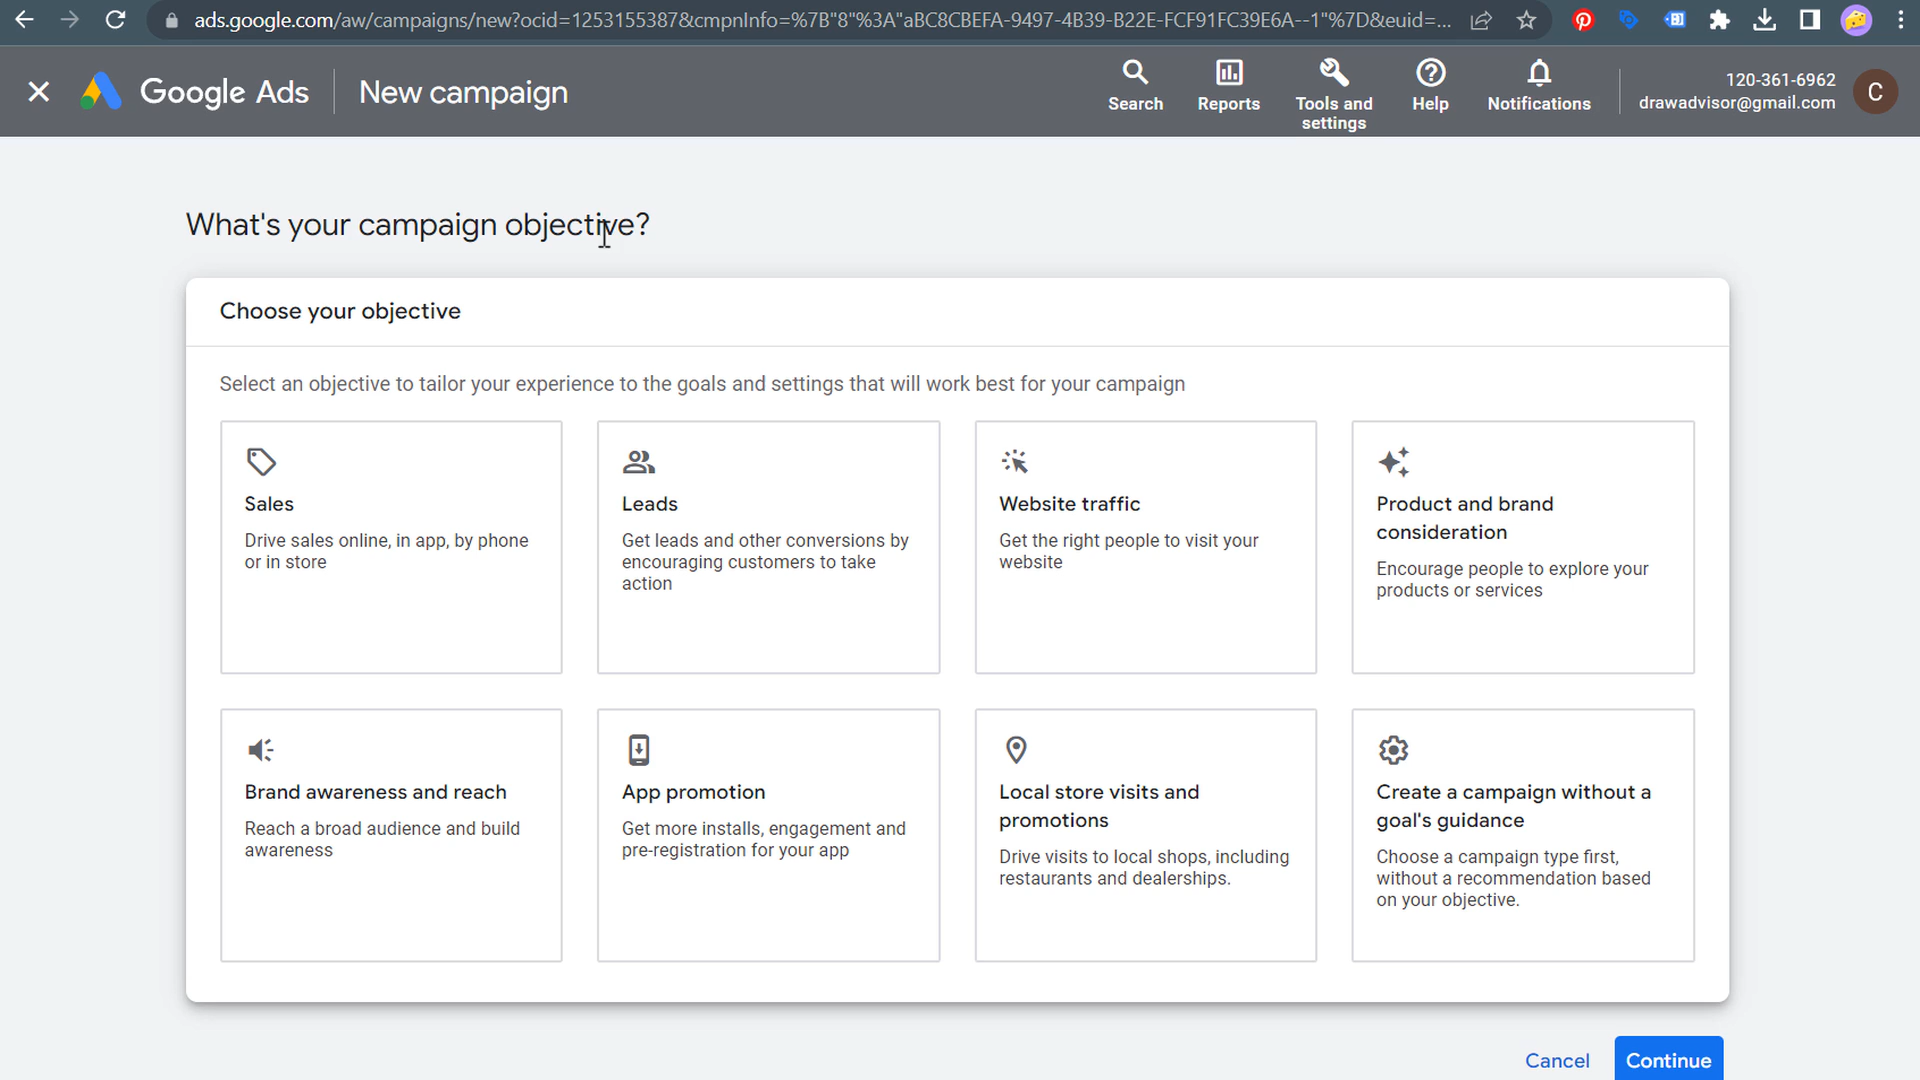 ads.google.com/aw/campaigns/new?ocid=1253155387&cmpnInfo=%7B"8"%3A"aBC8CBEFA-9497-4B39-B22E-FCF91FC39E6A--1"%7D&euid=...
Google Ads
New campaign
Search
Reports
Tools and
settings
Help
Notifications
120-361-6962
drawadvisor@gmail.com
C
What's your campaign objective?
Choose your objective
Select an objective to tailor your experience to the goals and settings that will work best for your campaign
Sales
Drive sales online, in app, by phone
or in store
Leads
Get leads and other conversions by
encouraging customers to take
action
Website traffic
Get the right people to visit your
website
Product and brand
consideration
Encourage people to explore your
products or services
Brand awareness and reach
Reach a broad audience and build
awareness
App promotion
Get more installs, engagement and
pre-registration for your app
Local store visits and
promotions
Drive visits to local shops, including
restaurants and dealerships.
Create a campaign without a
goal's guidance
Choose a campaign type first,
without a recommendation based
on your objective.
Cancel
Continue